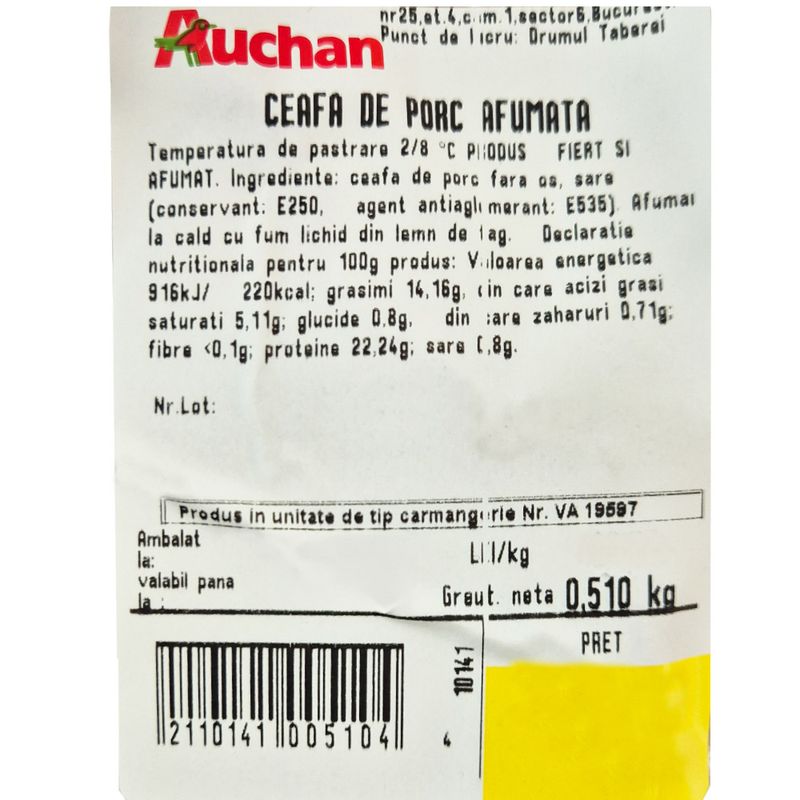 Auchan
nr25,et.4,cam.1,sector6,
Punct de lucru: Drumul Taberei
CEAFA DE PORC AFUMATA
Temperatura de pastrare 2/8 °C PRODUS FIERT SI
AFUMAT. Ingrediente: ceafa de porc fara os, sare
(conservant: E250, agent antiaglomerant: E535). Afumat
la cald cu fum lichid din lemn de fag. Declaratie
nutritionala pentru 100g produs: Valoarea energetica
916kJ/ 220kcal; grasimi 14,16g, din care acizi grasi
saturati 5,11g; glucide 0,8g, din care zaharuri 0,71g;
fibre <0,1g; proteine 22,24g; sare ,8g.
Nr.Lot:
Produs in unitate de tip carmangerie Nr. VA 19597
Ambalat
la:
LEI/kg
valabil pana
la :
Greut. neta 0,510 kg
PRET
10141
2110141 005104
4